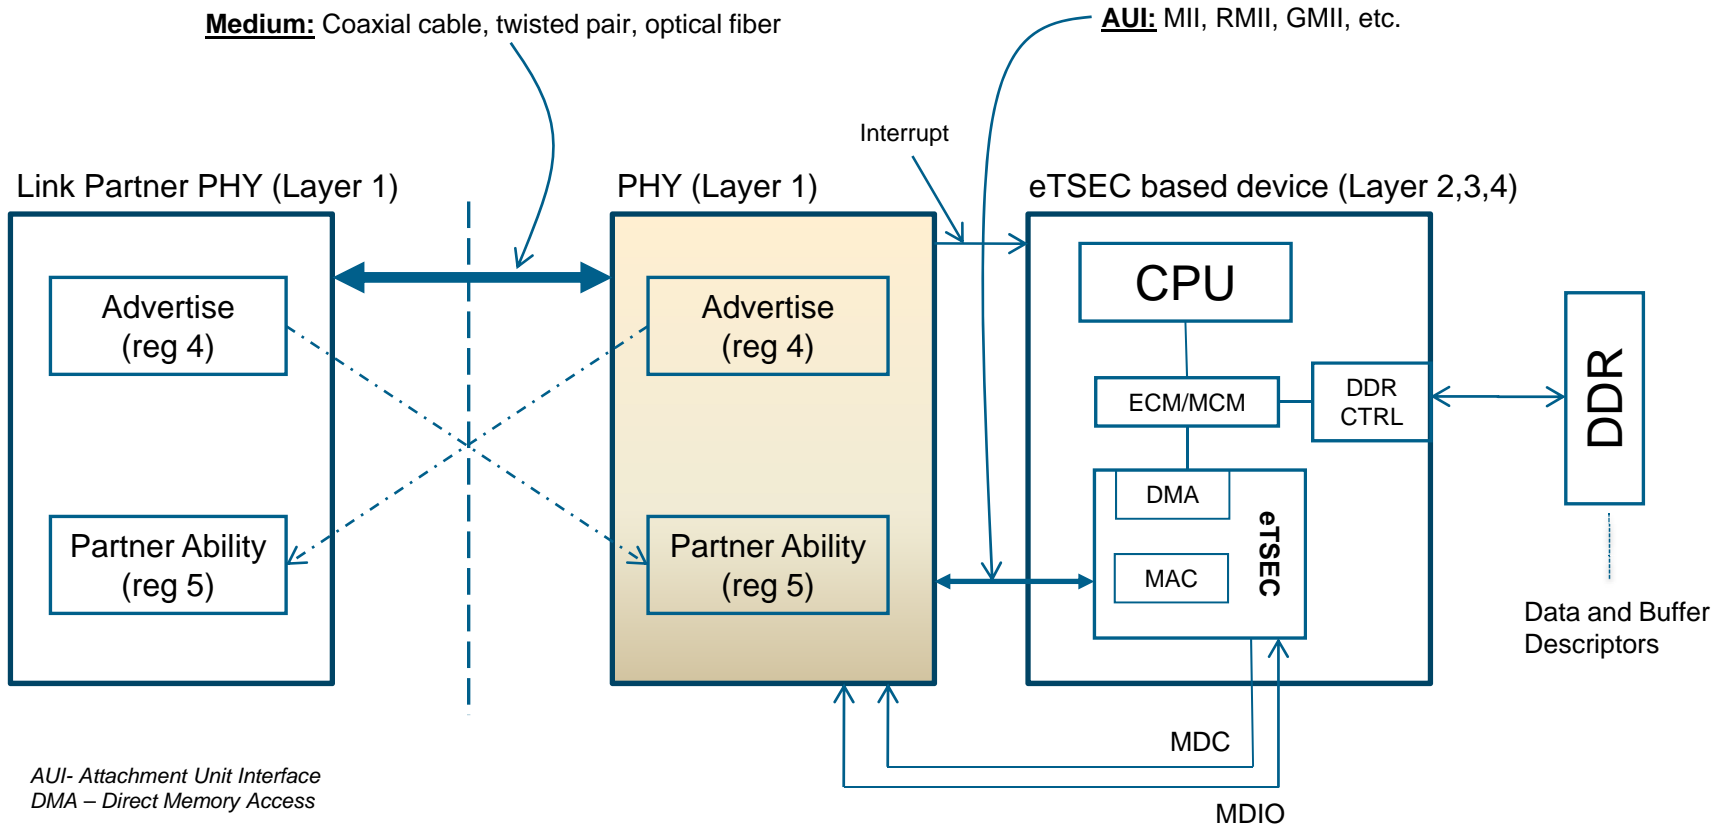 Medium: Coaxial cable, twisted pair, optical fiber
AUI: MII, RMII, GMII, etc.
Interrupt
Link Partner PHY (Layer 1)
PHY (Layer 1)
eTSEC based device (Layer 2,3,4)
Advertise
(reg 4)
Partner Ability
(reg 5)
Advertise
(reg 4)
Partner Ability
(reg 5)
CPU
ECM/MCM
DDR
CTRL
DMA
MAC
eTSEC
DDR
Data and Buffer
Descriptors
MDC
MDIO
AUI- Attachment Unit Interface
DMA – Direct Memory Access